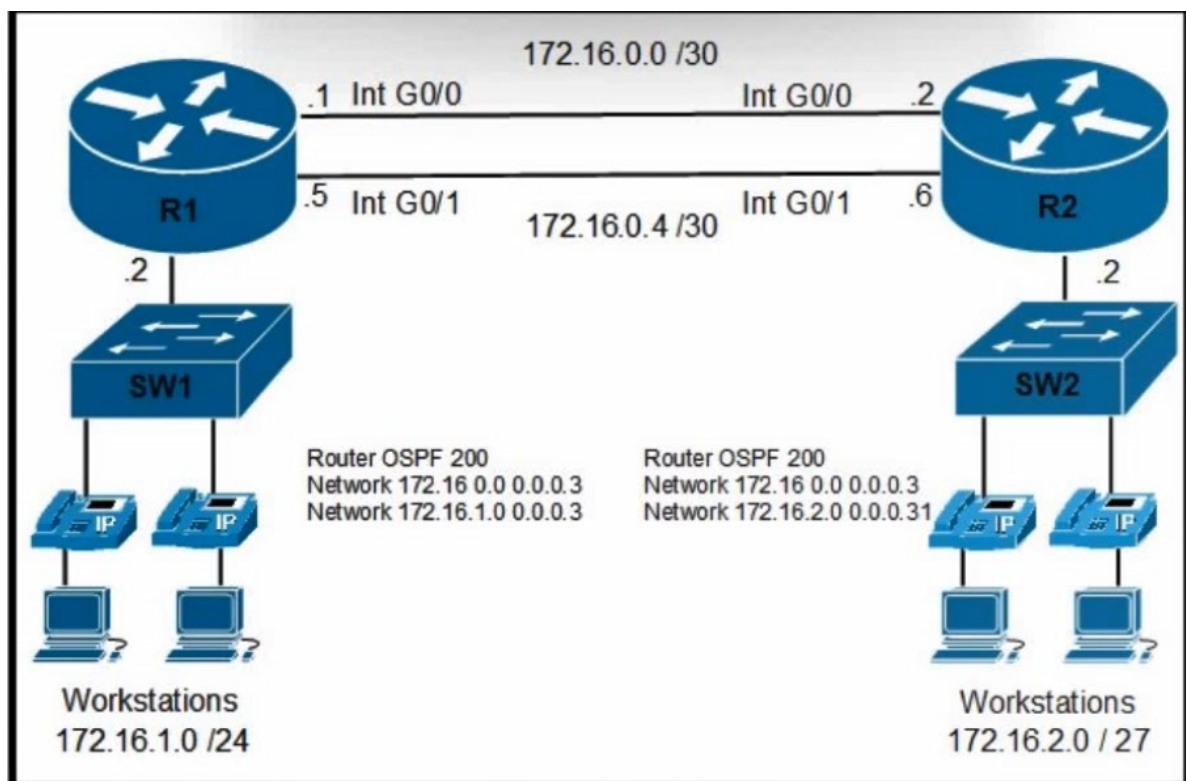 172.16.0.0 /30
.1 Int G0/0
Int G0/0 .2
R1
R2
.5 Int G0/1
Int G0/1 .6
172.16.0.4 /30
.2
.2
SW1
SW2
Router OSPF 200
Network 172.16 0.0 0.0.0.3
Network 172.16.1.0 0.0.0.3
Router OSPF 200
Network 172.16 0.0 0.0.0.3
Network 172.16.2.0 0.0.0.31
IP
IP
IP
IP
Workstations
172.16.1.0 /24
Workstations
172.16.2.0 / 27